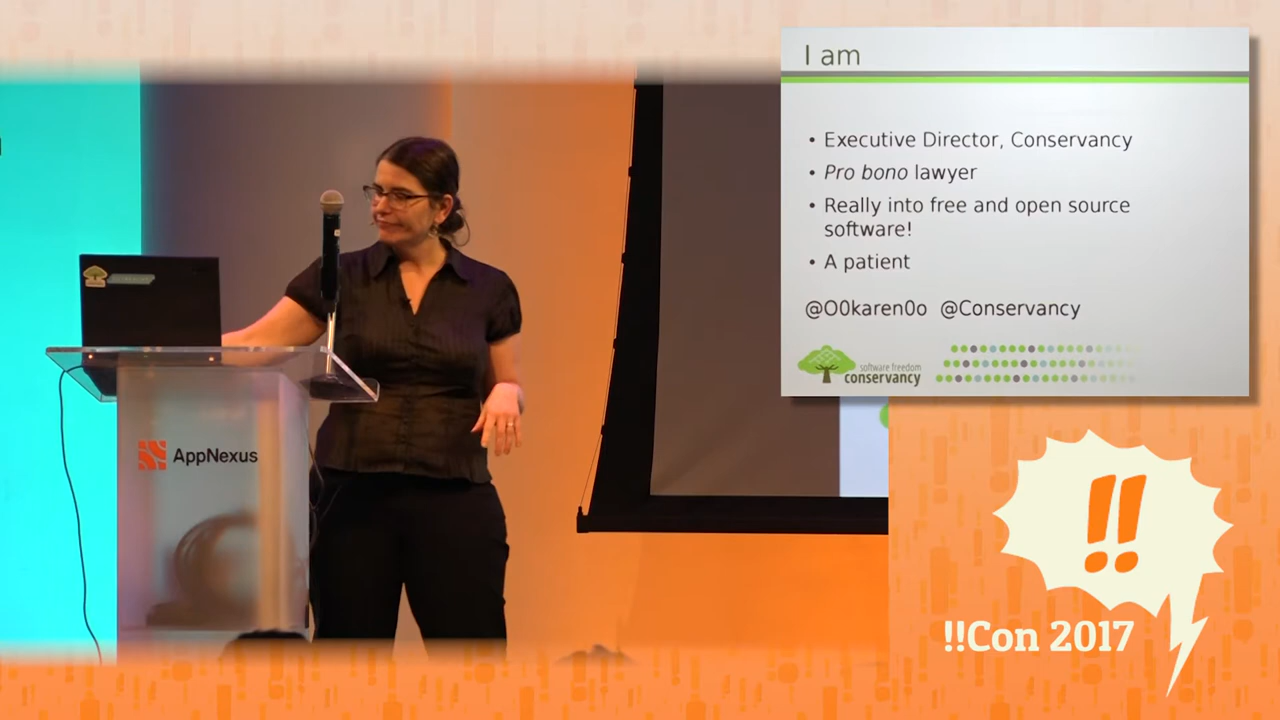 I am
• Executive Director, Conservancy
• Pro bono lawyer
• Really into free and open source
software!
• A patient
@O0karen0o @Conservancy
software freedom
conservancy
AppNexus
!!
!!Con 2017